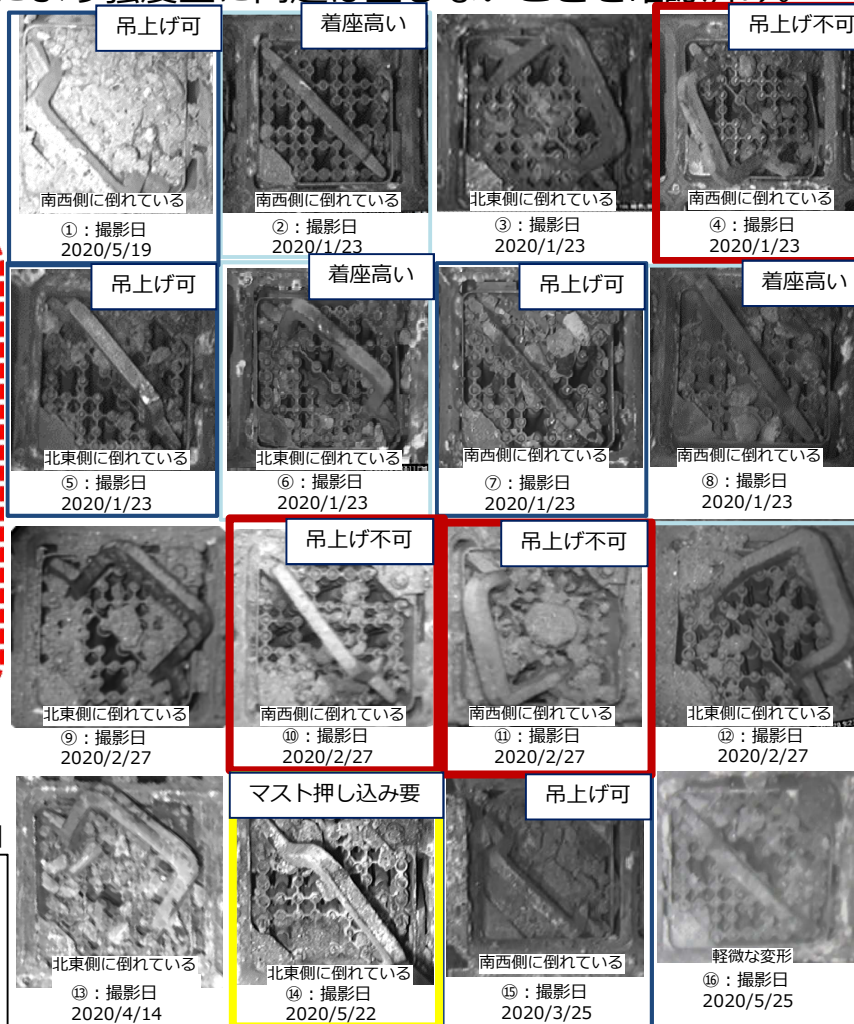 吊上げ可
着座高い
吊上げ不可
南西側に倒れている
南西側に倒れている
北東側に倒れている
南西側に倒れている
①：撮影日
2020/5/19
②：撮影日
2020/1/23
③：撮影日
2020/1/23
④：撮影日
2020/1/23
吊上げ可
着座高い
吊上げ可
着座高い
北東側に倒れている
北東側に倒れている
南西側に倒れている
南西側に倒れている
⑤：撮影日
2020/1/23
⑥：撮影日
2020/1/23
⑦：撮影日
2020/1/23
⑧：撮影日
2020/1/23
吊上げ不可
吊上げ不可
北東側に倒れている
南西側に倒れている
南西側に倒れている
北東側に倒れている
⑨：撮影日
2020/2/27
⑩：撮影日
2020/2/27
⑪：撮影日
2020/2/27
⑫：撮影日
2020/2/27
マスト押し込み要
吊上げ可
北東側に倒れている
北東側に倒れている
南西側に倒れている
軽微な変形
⑬：撮影日
2020/4/14
⑭：撮影日
2020/5/22
⑮：撮影日
2020/3/25
⑯：撮影日
2020/5/25